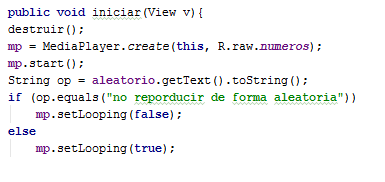 public void iniciar(View v){
destruir();
mp = MediaPlayer.create(this, R.raw.numeros);
mp.start();
String op = aleatorio.getText().toString();
if (op.equals("no reporducir de forma aleatoria"))
    mp.setLooping(false);
else
    mp.setLooping(true);